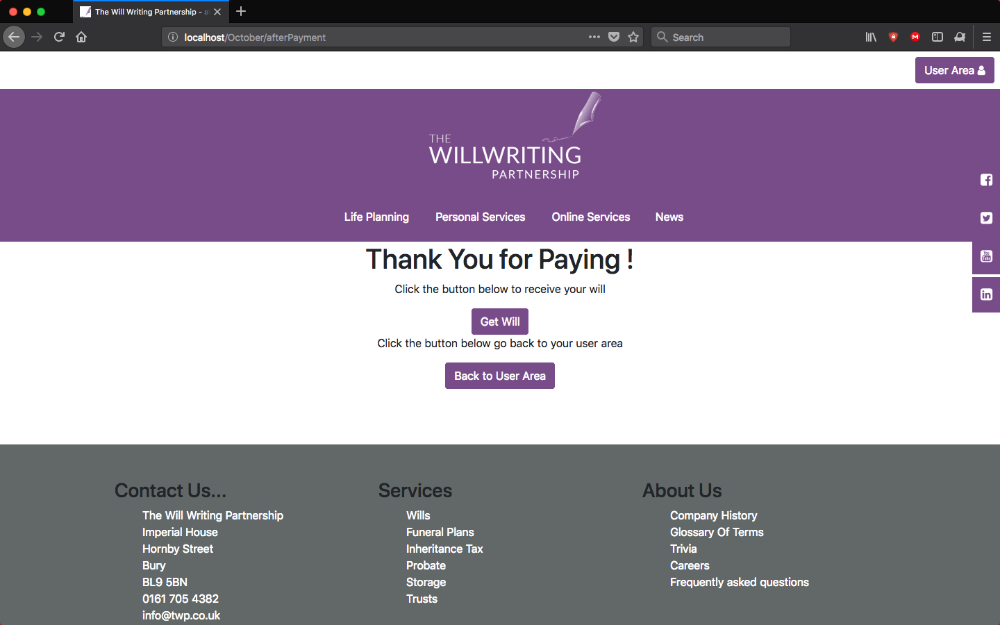 The Will Writing Partnership - a
localhost/October/afterPayment
Search
User Area
THE
WILLWRITING
PARTNERSHIP
Life Planning Personal Services Online Services News
Thank You for Paying !
Click the button below to receive your will
Get Will
Click the button below go back to your user area
Back to User Area
You
Tube
in
Contact Us...
The Will Writing Partnership
Imperial House
Hornby Street
Bury
BL9 5BN
0161 705 4382
info@twp.co.uk
Services
Wills
Funeral Plans
Inheritance Tax
Probate
Storage
Trusts
About Us
Company History
Glossary Of Terms
Trivia
Careers
Frequently asked questions